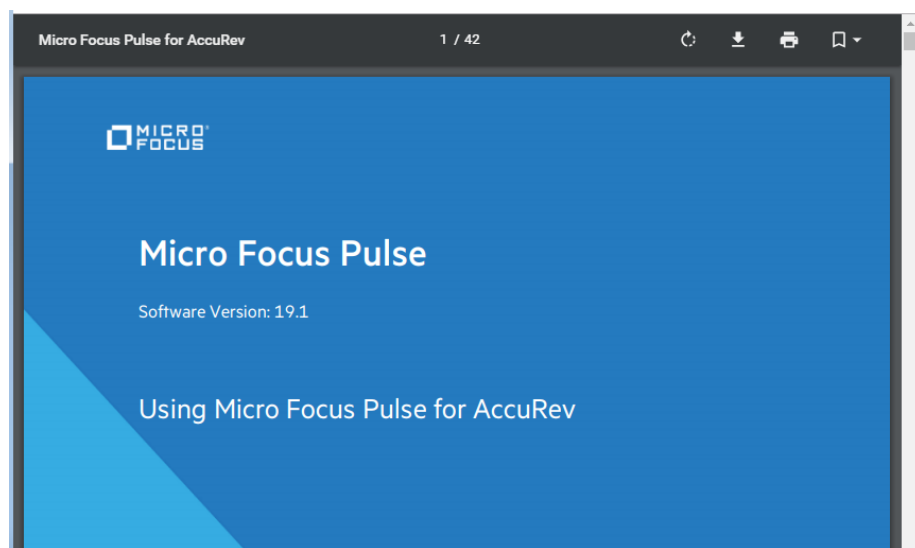 Micro Focus Pulse for AccuRev
1 / 42
MICRO®
FOCUS
Micro Focus Pulse
Software Version: 19.1
Using Micro Focus Pulse for AccuRev